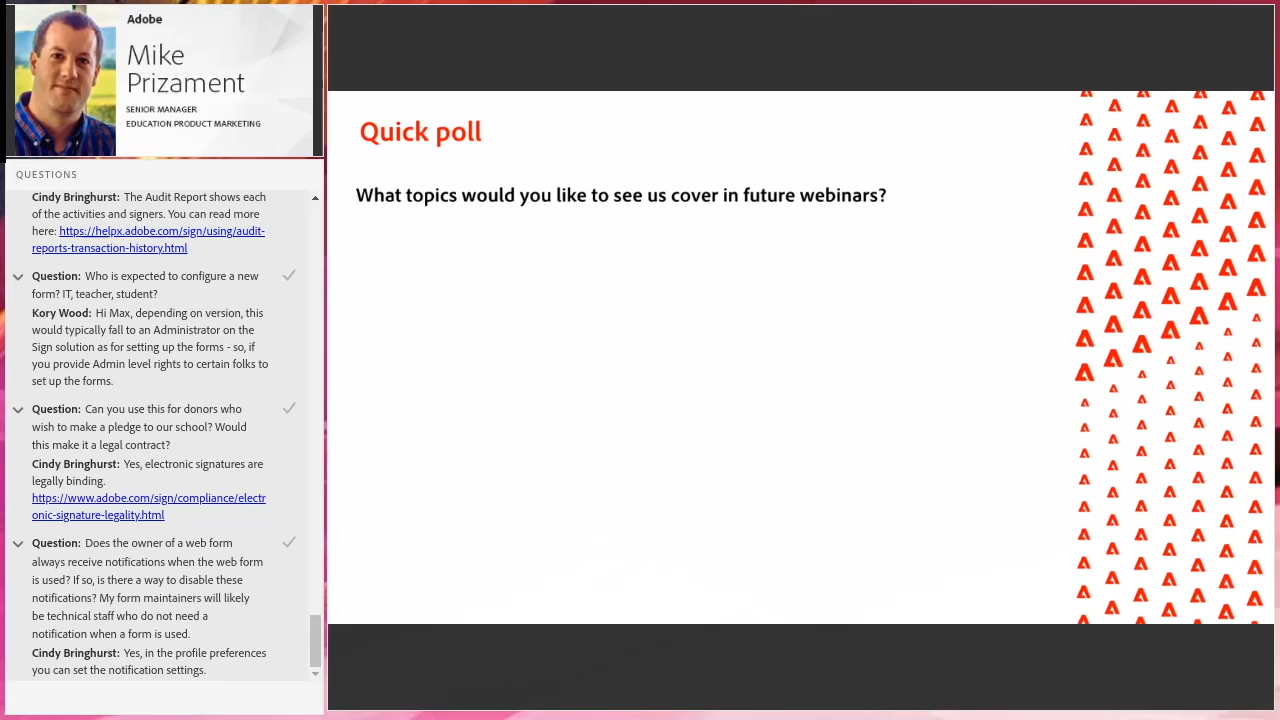 Adobe
Mike
Prizament
SENIOR MANAGER
EDUCATION PRODUCT MARKETING
QUESTIONS
Cindy Bringhurst: The Audit Report shows each
of the activities and signers. You can read more
here: https://helpx.adobe.com/sign/using/audit-
reports-transaction-history.html
Question: Who is expected to configure a new
form? IT, teacher, student?
Kory Wood: Hi Max, depending on version, this
would typically fall to an Administrator on the
Sign solution as for setting up the forms - so, if
you provide Admin level rights to certain folks to
set up the forms.
Question: Can you use this for donors who
wish to make a pledge to our school? Would
this make it a legal contract?
Cindy Bringhurst: Yes, electronic signatures are
legally binding.
https://www.adobe.com/sign/compliance/electr
onic-signature-legality.html
Question: Does the owner of a web form
always receive notifications when the web form
is used? If so, is there a way to disable these
notifications? My form maintainers will likely
be technical staff who do not need a
notification when a form is used.
Cindy Bringhurst: Yes, in the profile preferences
you can set the notification settings.
Quick poll
What topics would you like to see us cover in future webinars?